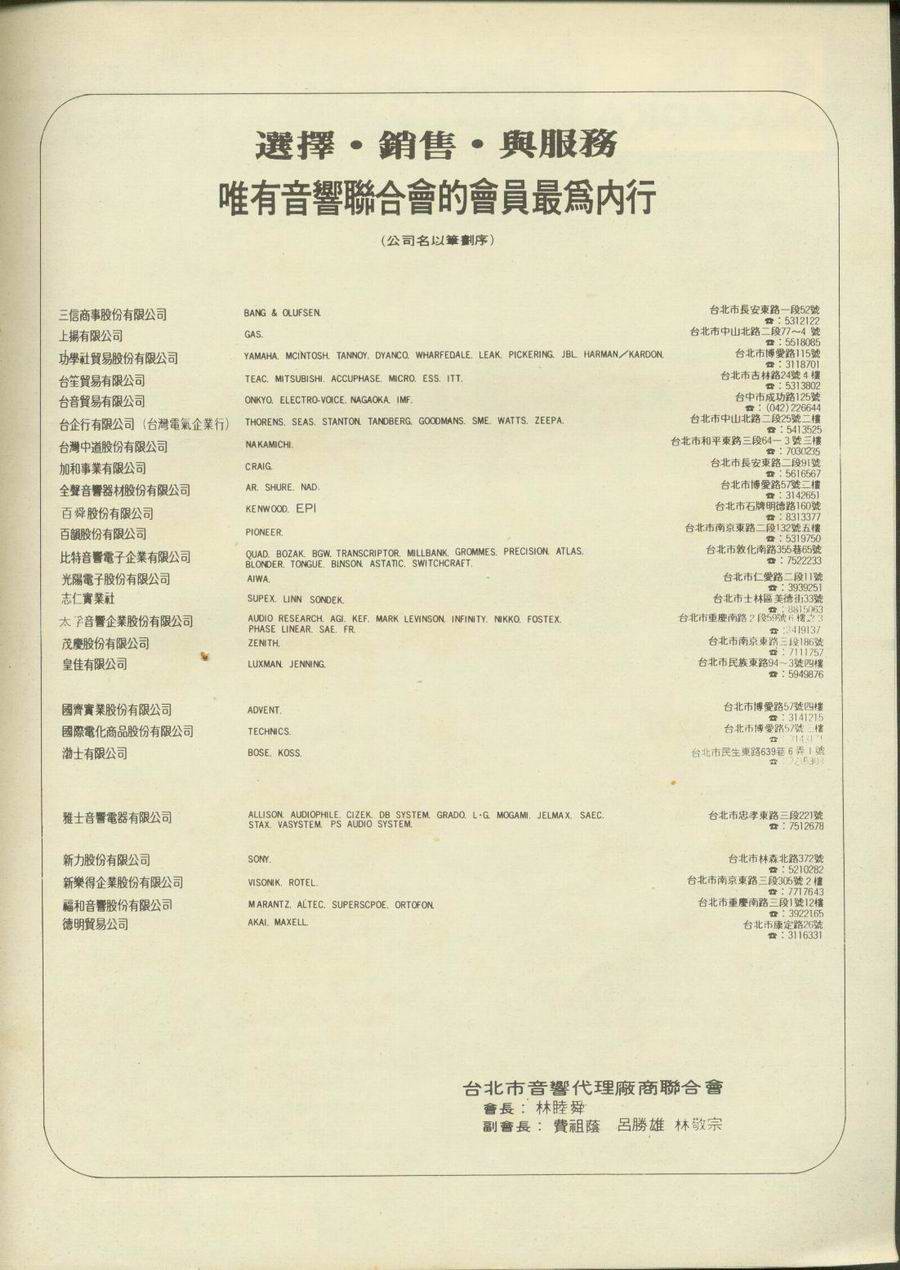 選擇・銷售・與服務
唯有音響聯合會的會員最爲内行
(公司名以筆劃序)
三信商事股份有限公司 BANG & OLUFSEN. 台北市長安東路一段52號
☎：5312122
上揚有限公司 GAS. 台北市中山北路二段77～4 號
☎：5518085
功學社貿易股份有限公司 YAMAHA. McINTOSH. TANNOY. DYANCO. WHARFEDALE. LEAK. PICKERING. JBL. HARMAN／KARDON. 台北市博愛路115號
☎：3118701
台笙貿易有限公司 TEAC. MITSUBISHI. ACCUPHASE. MICRO. ESS. ITT. 台北市吉林路24號4樓
☎：5313802
台音貿易有限公司 ONKYO. ELECTRO-VOICE. NAGAOKA. IMF. 台中市成功路125號
☎：(042)226644
台企行有限公司（台灣電氣企業行） THORENS. SEAS. STANTON. TANDBERG. GOODMANS. SME. WATTS. ZEEPA. 台北市中山北路二段25號二樓
☎：5413525
台灣中道股份有限公司 NAKAMICHI. 台北市和平東路三段64－3號三樓
☎：7030235
加和事業有限公司 CRAIG. 台北市長安東路二段91號
☎：5616567
全聲音響器材股份有限公司 AR. SHURE. NAD. 台北市博愛路57號二樓
☎：3142651
百舜股份有限公司 KENWOOD. EPI 台北市石牌明德路160號
☎：8313377
百韻股份有限公司 PIONEER. 台北市南京東路二段132號五樓
☎：5319750
比特音響電子企業有限公司 QUAD. BOZAK. BGW. TRANSCRIPTOR. MILLBANK. GROMMES. PRECISION. ATLAS. 台北市敦化南路355巷65號
BLONDER. TONGUE. BINSON. ASTATIC. SWITCHCRAFT. ☎：7522233
光陽電子股份有限公司 AIWA. 台北市仁愛路二段11號
☎：3939251
志仁實業社 SUPEX. LINN SONDEK. 台北市士林區美德街33號
☎：8815063
太子音響企業股份有限公司 AUDIO RESEARCH. AGI. KEF. MARK LEVINSON. INFINITY. NIKKO. FOSTEX. 台北市重慶南路2段59號6樓之3
PHASE LINEAR. SAE. FR. ☎：3419137
茂慶股份有限公司 ZENITH. 台北市南京東路三段186號
☎：7111757
皇佳有限公司 LUXMAN. JENNING. 台北市民族東路94～3號四樓
☎：5949876
國齊實業股份有限公司 ADVENT. 台北市博愛路57號四樓
☎：3141215
國際電化商品股份有限公司 TECHNICS. 台北市博愛路57號 樓
☎：
渤士有限公司 BOSE. KOSS. 台北市民生東路639巷6弄1號
☎：
雅士音響電器有限公司 ALLISON. AUDIOPHILE. CIZEK. DB SYSTEM. GRADO. L・G. MOGAMI. JELMAX. SAEC. 台北市忠孝東路三段221號
STAX. VASYSTEM. PS AUDIO SYSTEM. ☎：7512678
新力股份有限公司 SONY. 台北市林森北路372號
☎：5210282
新樂得企業股份有限公司 VISONIK. ROTEL. 台北市南京東路三段305號2樓
☎：7717643
福和音響股份有限公司 MARANTZ. ALTEC. SUPERSCPOE. ORTOFON. 台北市重慶南路三段1號12樓
☎：3922165
德明貿易公司 AKAI. MAXELL. 台北市康定路26號
☎：3116331
台北市音響代理廠商聯合會
會長：林睦舜
副會長：費祖蔭 呂勝雄 林敬宗